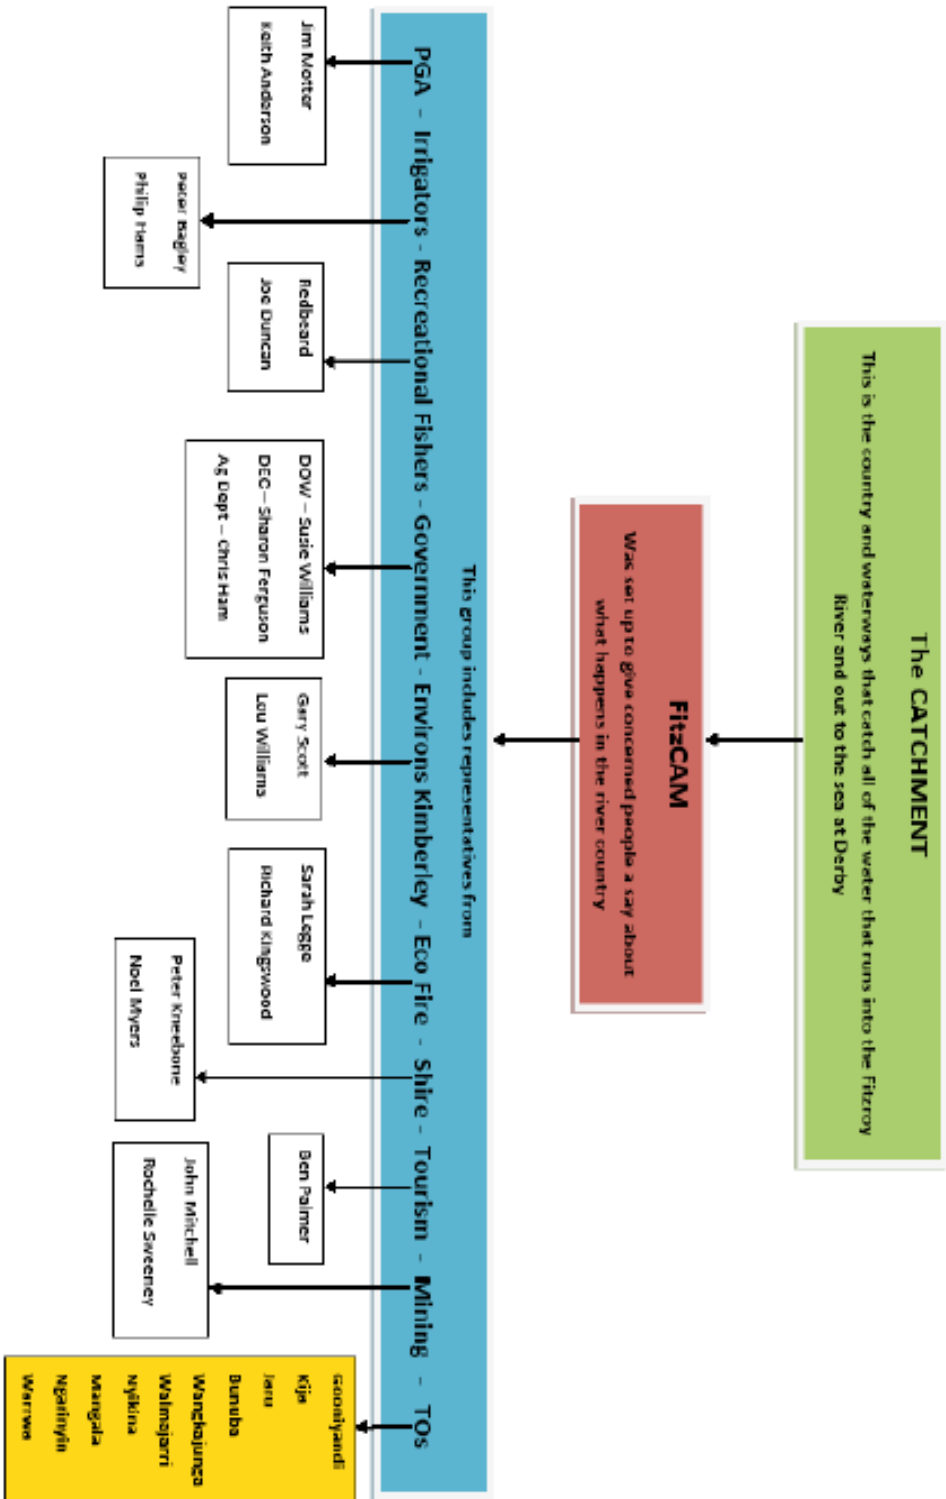 The CATCHMENT
This is the country and waterways that catch all of the water that runs into the Fitzroy
River and out to the sea at Derby
FitzCAM
Was set up to give concerned people a say about
what happens in the river country
This group includes representatives from
PGA - Irrigators - Recreational Fishers - Government - Environs Kimberley - Eco Fire - Shire - Tourism - Mining - TOs
Jim Motter
Keith Anderson
Peter Bagley
Philip Hams
Redbeard
Joe Duncan
DOW – Susie Williams
DEC – Sharon Ferguson
Ag Dept – Chris Ham
Gary Scott
Lou Williams
Sarah Legge
Richard Kingswood
Peter Kneebone
Noel Myers
Ben Palmer
John Mitchell
Rochelle Sweeney
Gooniyandi
Kija
Jaru
Bunuba
Wangkajunga
Walmajarri
Nyikina
Mangala
Ngarinyin
Warrwa